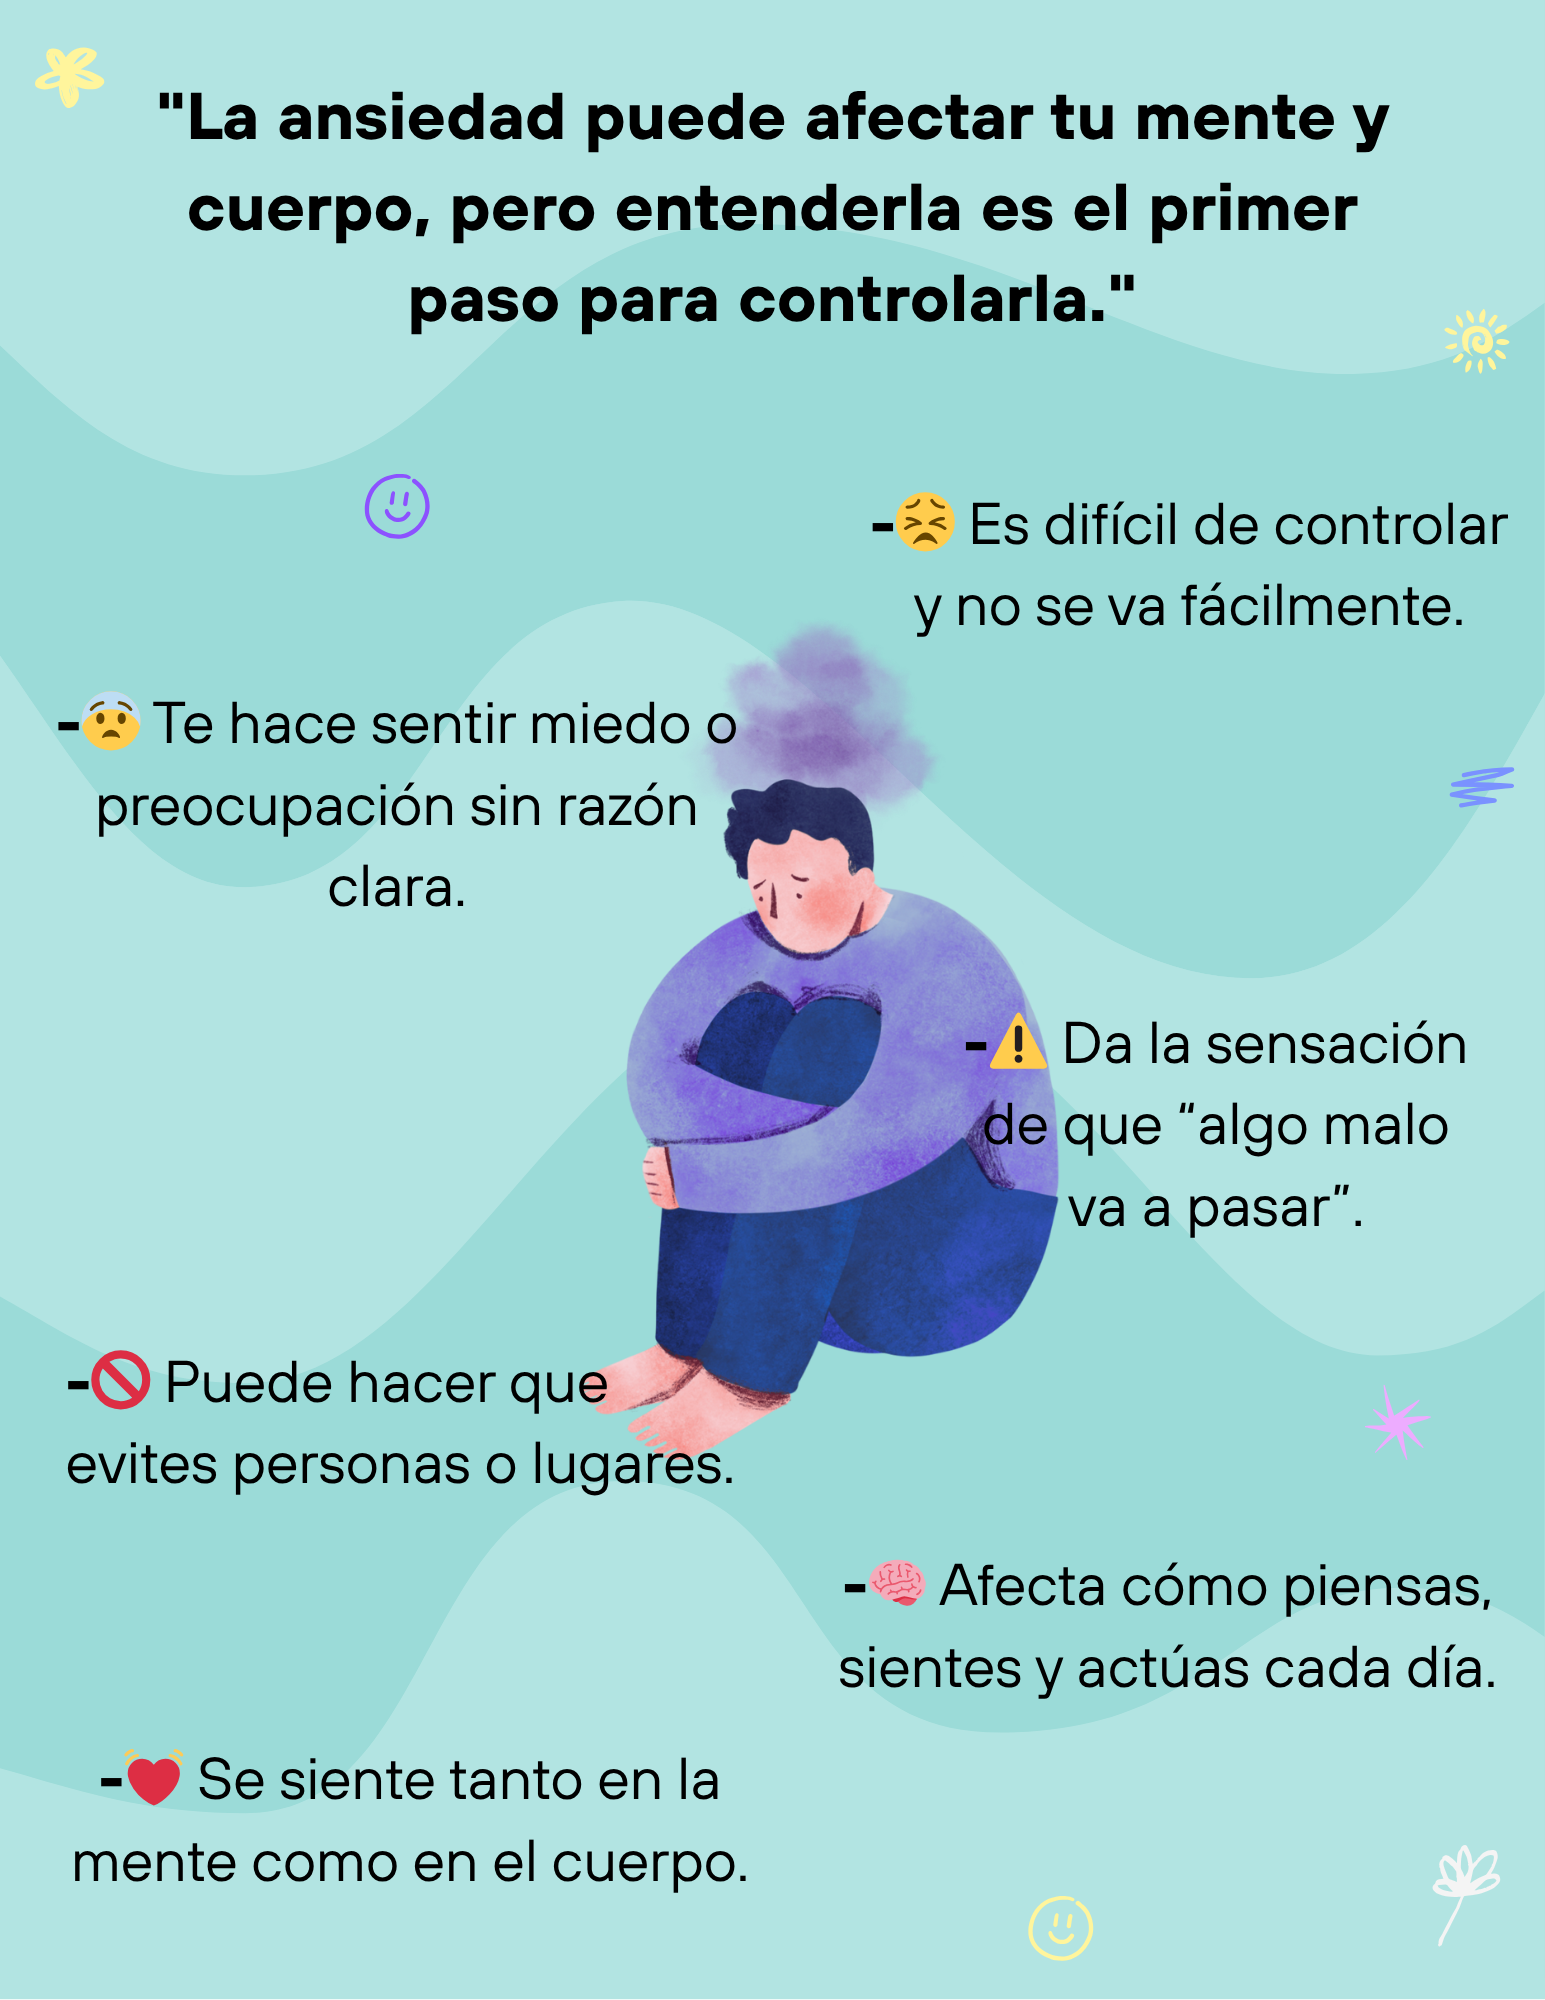 "La ansiedad puede afectar tu mente y
cuerpo, pero entenderla es el primer
paso para controlarla."
-😣 Es difícil de controlar
y no se va fácilmente.
-😨 Te hace sentir miedo o
preocupación sin razón
clara.
-⚠️ Da la sensación
de que “algo malo
va a pasar”.
-🚫 Puede hacer que
evites personas o lugares.
-🧠 Afecta cómo piensas,
sientes y actúas cada día.
-💓 Se siente tanto en la
mente como en el cuerpo.